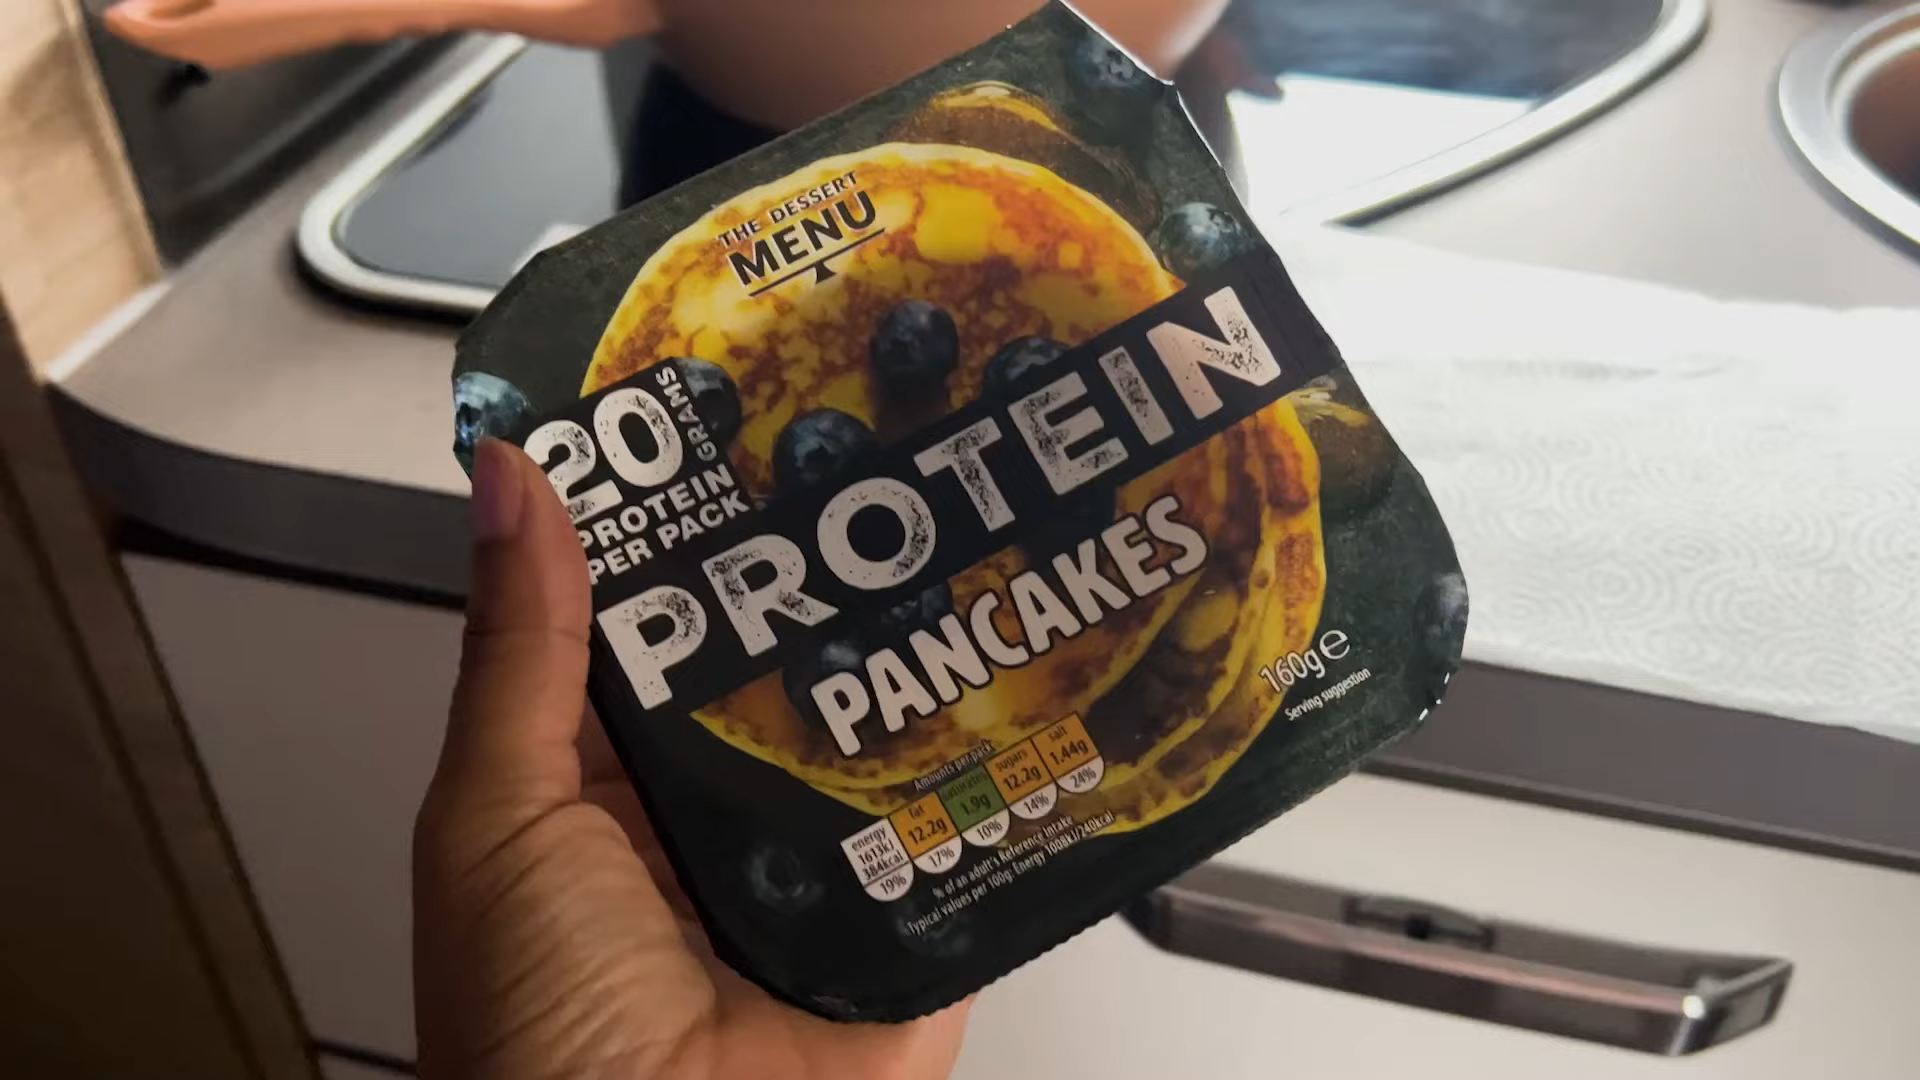 THE DESSERT
MENU
20
GRAMS
PROTEIN
PER PACK
PROTEIN
PANCAKES
160g℮
Serving suggestion
Amounts per pack
energy
1613kJ
384kcal
19%
fat
12.2g
17%
saturates
1.9g
10%
sugars
12.2g
14%
salt
1.44g
24%
% of an adult's Reference Intake
Typical values per 100g: Energy 1008kJ/240kcal